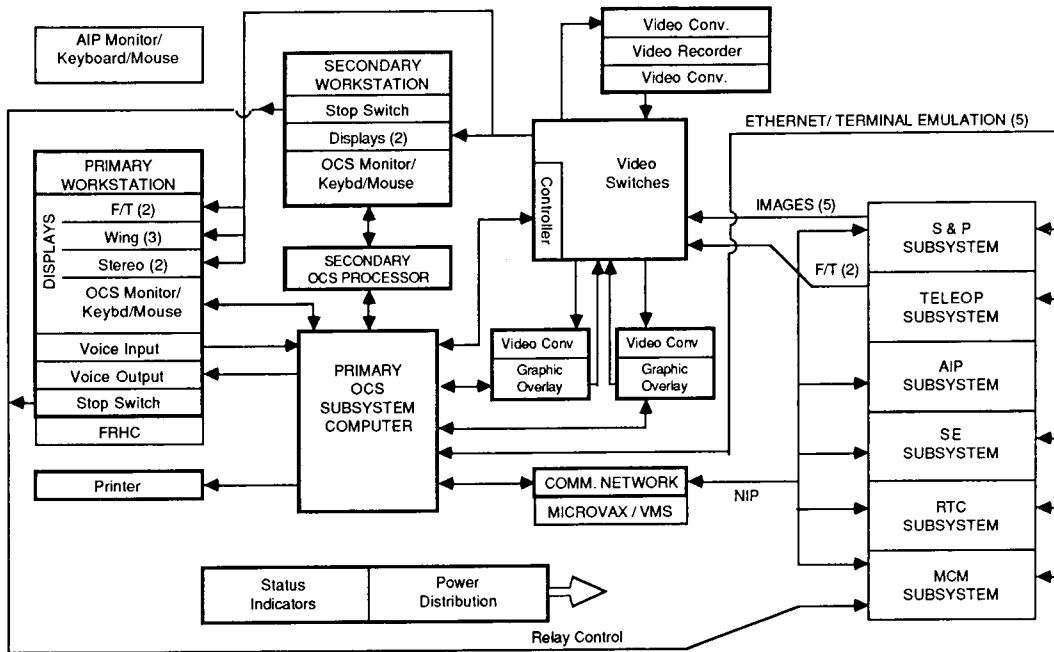 AIP Monitor/
Keyboard/Mouse
SECONDARY
WORKSTATION
Stop Switch
Displays (2)
OCS Monitor/
Keybd/Mouse
Video Conv.
Video Recorder
Video Conv.
ETHERNET/ TERMINAL EMULATION (5)
PRIMARY
WORKSTATION
DISPLAYS
F/T (2)
Wing (3)
Stereo (2)
OCS Monitor/
Keybd/Mouse
Voice Input
Voice Output
Stop Switch
FRHC
Printer
SECONDARY
OCS PROCESSOR
PRIMARY
OCS
SUBSYSTEM
COMPUTER
Controller
Video
Switches
Video Conv
Graphic
Overlay
Video Conv
Graphic
Overlay
COMM. NETWORK
MICROVAX / VMS
NIP
IMAGES (5)
F/T (2)
S & P
SUBSYSTEM
TELEOP
SUBSYSTEM
AIP
SUBSYSTEM
SE
SUBSYSTEM
RTC
SUBSYSTEM
MCM
SUBSYSTEM
Status
Indicators
Power
Distribution
Relay Control